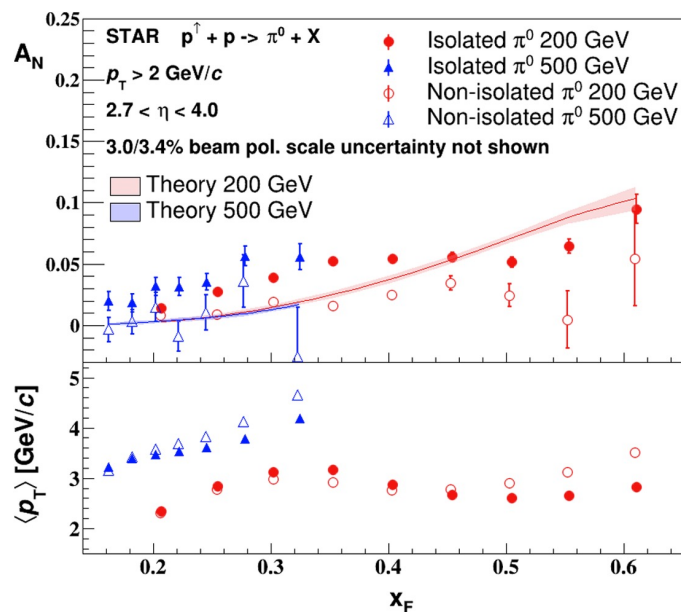 A_N
0.25
0.2
0.15
0.1
0.05
0
STAR p↑ + p -> π⁰ + X
p_T > 2 GeV/c
2.7 < η < 4.0
3.0/3.4% beam pol. scale uncertainty not shown
Isolated π⁰ 200 GeV
Isolated π⁰ 500 GeV
Non-isolated π⁰ 200 GeV
Non-isolated π⁰ 500 GeV
Theory 200 GeV
Theory 500 GeV
⟨p_T⟩ [GeV/c]
5
4
3
2
0.2 0.3 0.4 0.5 0.6
x_F